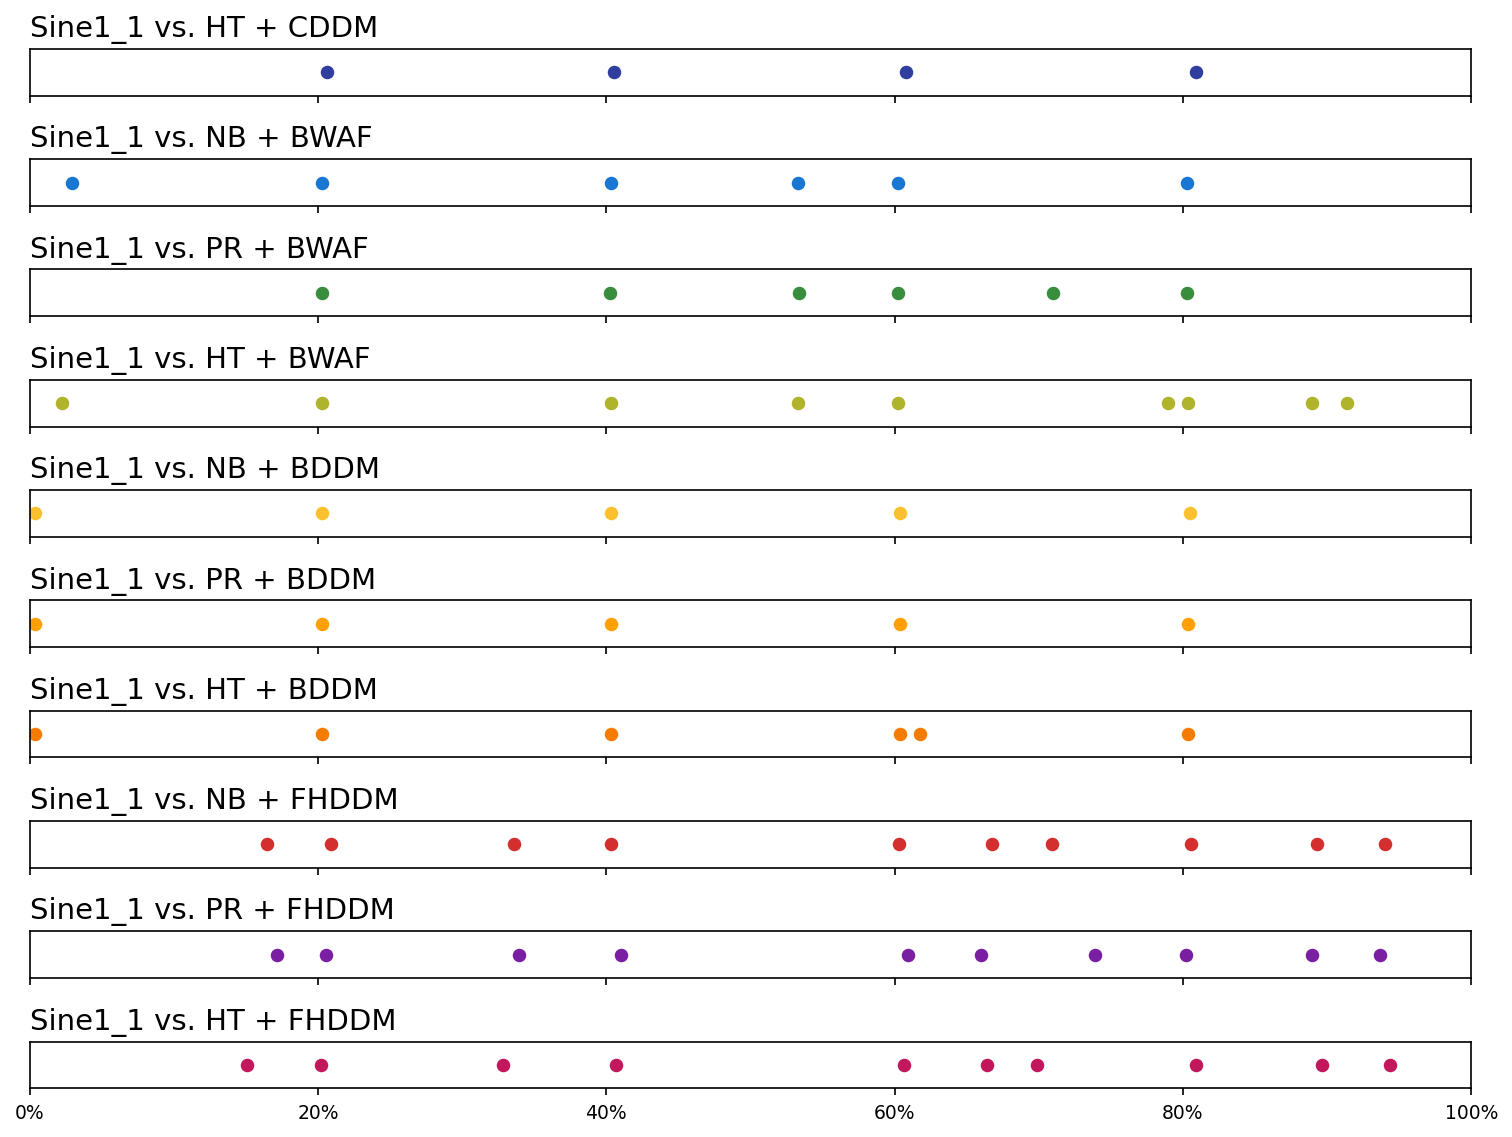 Sine1_1 vs. HT + CDDM
Sine1_1 vs. NB + BWAF
Sine1_1 vs. PR + BWAF
Sine1_1 vs. HT + BWAF
Sine1_1 vs. NB + BDDM
Sine1_1 vs. PR + BDDM
Sine1_1 vs. HT + BDDM
Sine1_1 vs. NB + FHDDM
Sine1_1 vs. PR + FHDDM
Sine1_1 vs. HT + FHDDM
0% 20% 40% 60% 80% 100%